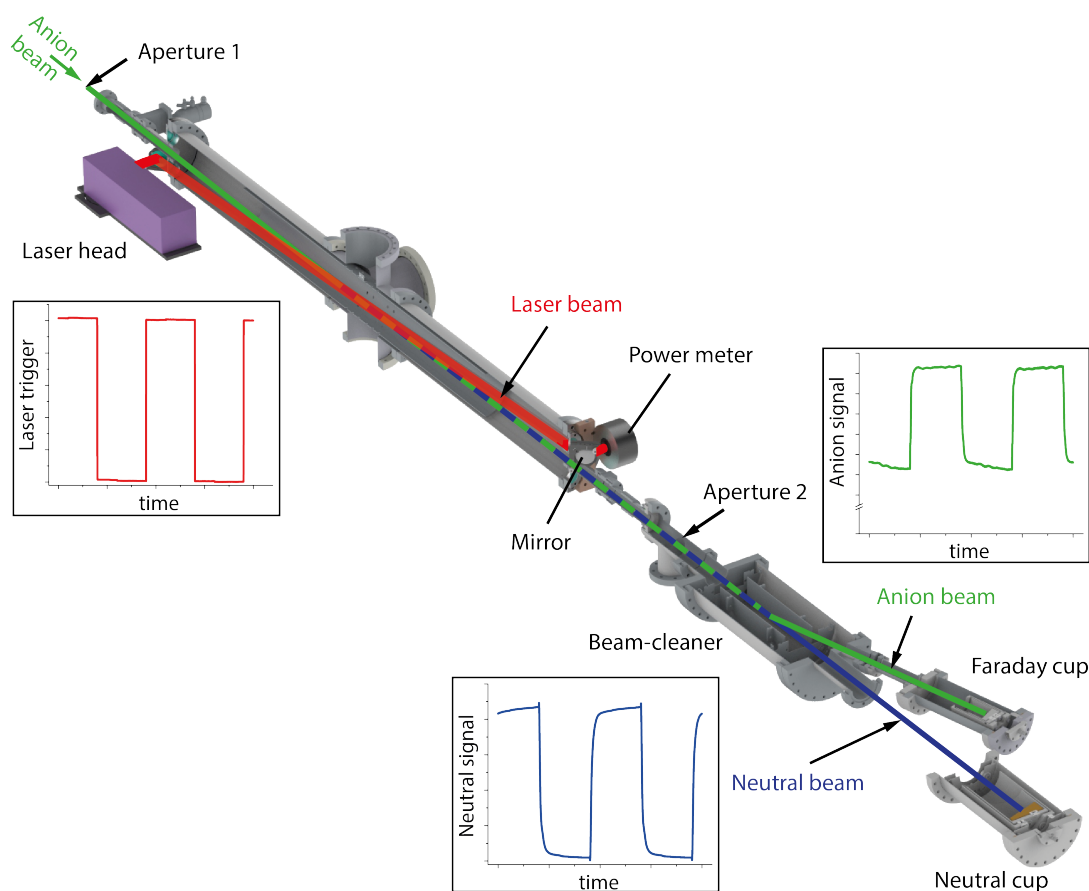 Anion
beam
Aperture 1
Laser head
Laser trigger
time
Laser beam
Power meter
Mirror
Aperture 2
Anion signal
time
Anion beam
Beam-cleaner
Faraday cup
Neutral signal
time
Neutral beam
Neutral cup